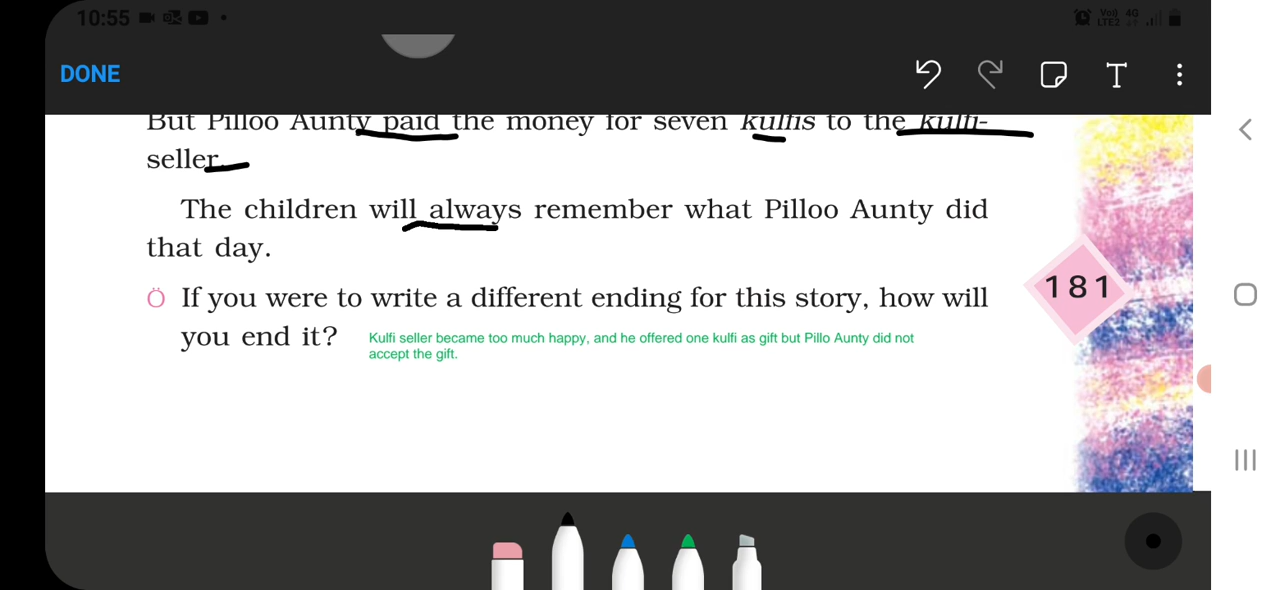 10:55
Vo) 4G
LTE2
DONE
T
But Pilloo Aunty paid the money for seven kulfis to the kulfi-
seller.
The children will always remember what Pilloo Aunty did
that day.
181
Ö If you were to write a different ending for this story, how will
you end it?
Kulfi seller became too much happy, and he offered one kulfi as gift but Pillo Aunty did not
accept the gift.